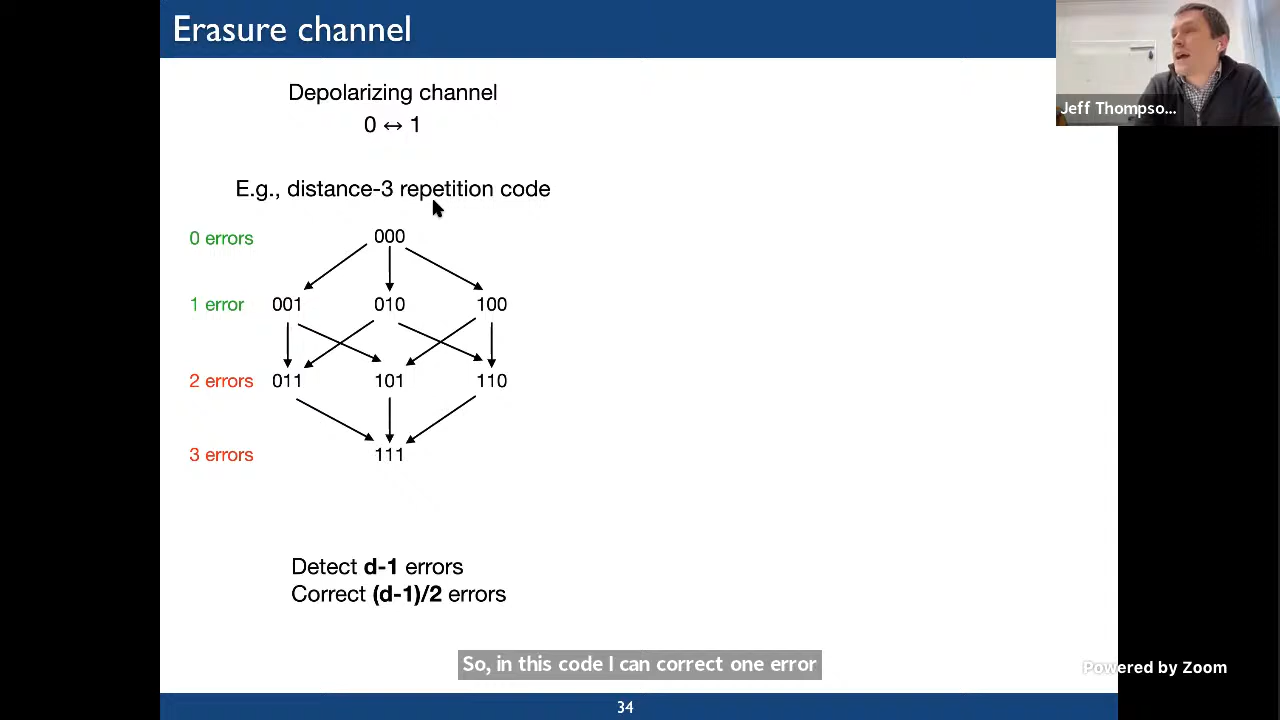 Erasure channel
Jeff Thompso...
Depolarizing channel
0 ↔ 1
E.g., distance-3 repetition code
0 errors 000
1 error 001 010 100
2 errors 011 101 110
3 errors 111
Detect d-1 errors
Correct (d-1)/2 errors
So, in this code I can correct one error
Powered by Zoom
34